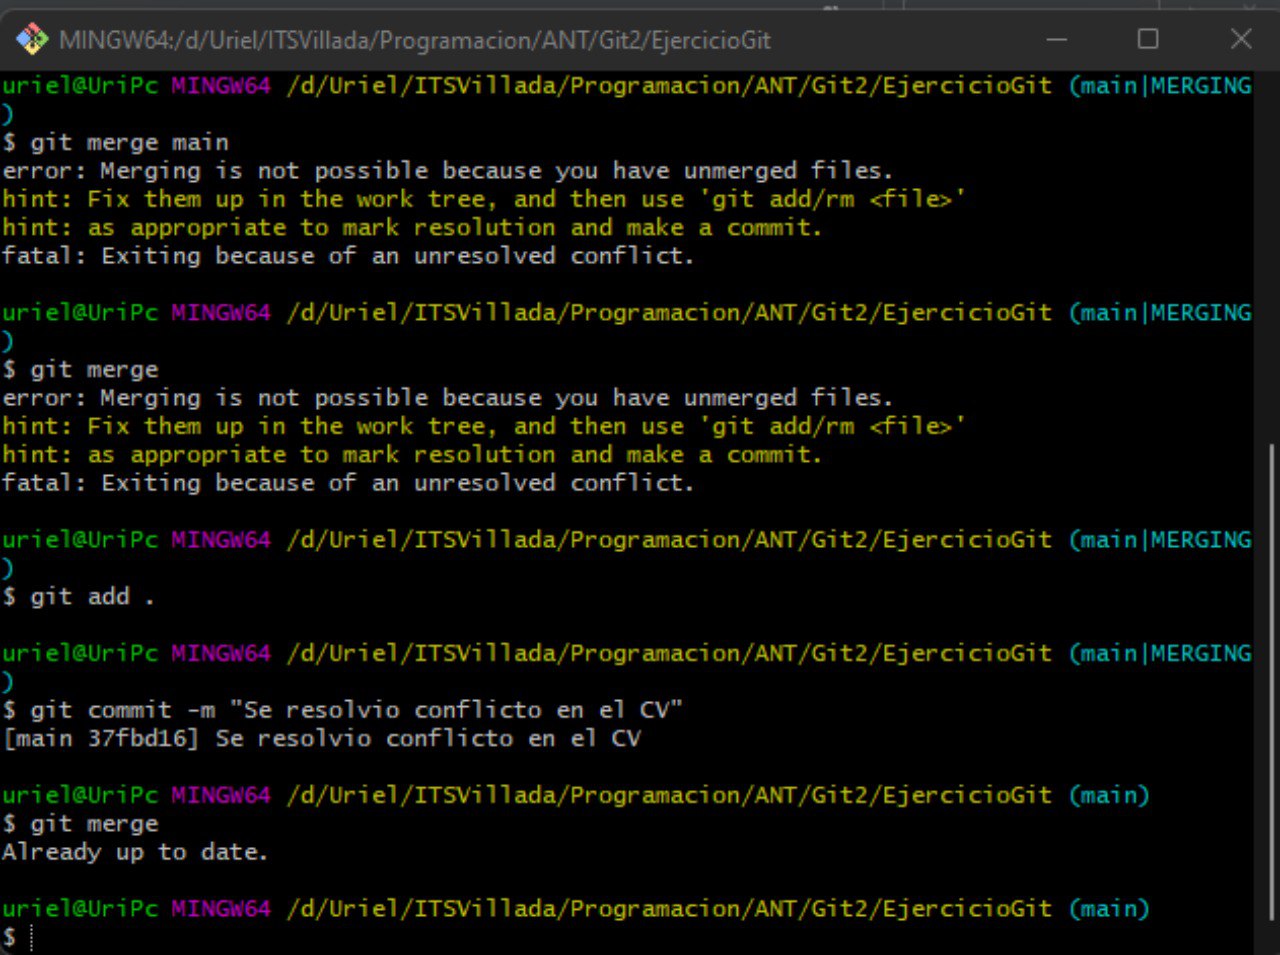 MINGW64:/d/Uriel/ITSVillada/Programacion/ANT/Git2/EjercicioGit
uriel@UriPc MINGW64 /d/Uriel/ITSVillada/Programacion/ANT/Git2/EjercicioGit (main|MERGING
)
$ git merge main
error: Merging is not possible because you have unmerged files.
hint: Fix them up in the work tree, and then use 'git add/rm <file>'
hint: as appropriate to mark resolution and make a commit.
fatal: Exiting because of an unresolved conflict.
uriel@UriPc MINGW64 /d/Uriel/ITSVillada/Programacion/ANT/Git2/EjercicioGit (main|MERGING
)
$ git merge
error: Merging is not possible because you have unmerged files.
hint: Fix them up in the work tree, and then use 'git add/rm <file>'
hint: as appropriate to mark resolution and make a commit.
fatal: Exiting because of an unresolved conflict.
uriel@UriPc MINGW64 /d/Uriel/ITSVillada/Programacion/ANT/Git2/EjercicioGit (main|MERGING
)
$ git add .
uriel@UriPc MINGW64 /d/Uriel/ITSVillada/Programacion/ANT/Git2/EjercicioGit (main|MERGING
)
$ git commit -m "Se resolvio conflicto en el CV"
[main 37fbd16] Se resolvio conflicto en el CV
uriel@UriPc MINGW64 /d/Uriel/ITSVillada/Programacion/ANT/Git2/EjercicioGit (main)
$ git merge
Already up to date.
uriel@UriPc MINGW64 /d/Uriel/ITSVillada/Programacion/ANT/Git2/EjercicioGit (main)
$